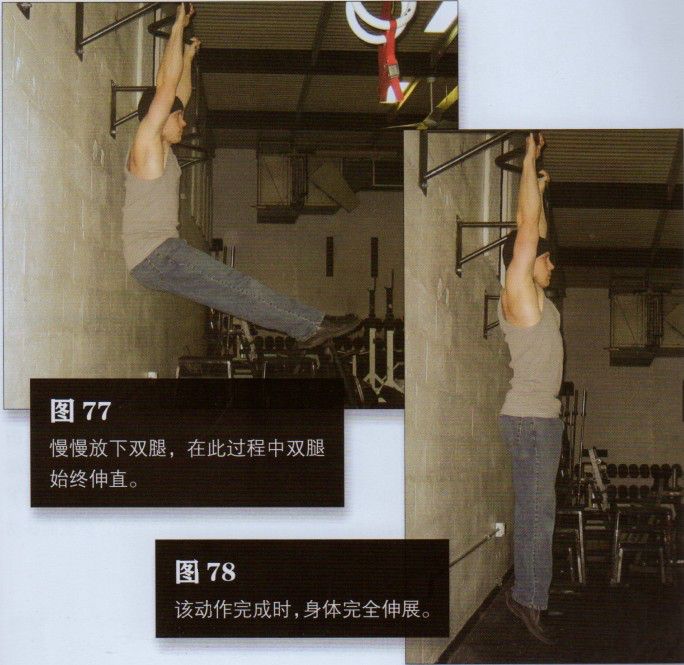 图 77
慢慢放下双腿，在此过程中双腿
始终伸直。
图 78
该动作完成时，身体完全伸展。